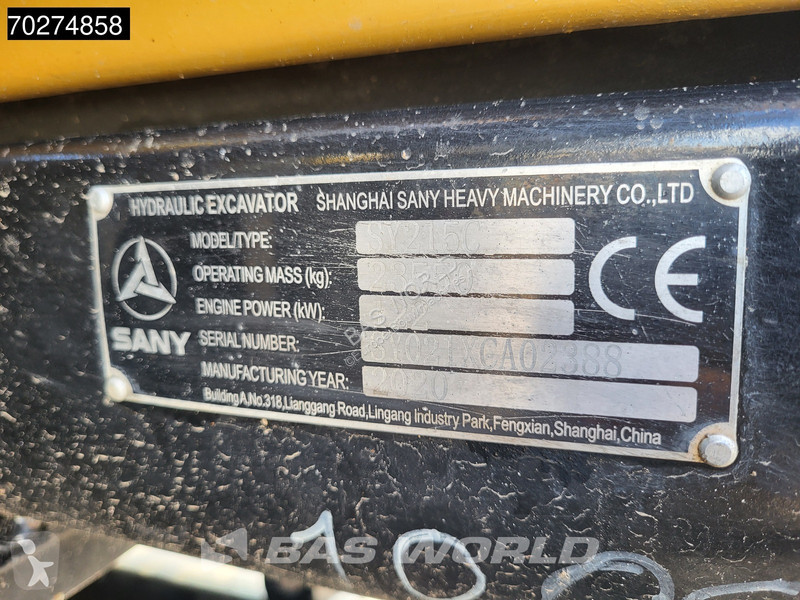 70274858
HYDRAULIC EXCAVATOR SHANGHAI SANY HEAVY MACHINERY CO.,LTD
MODEL/TYPE: SY215C
OPERATING MASS (kg):
ENGINE POWER (kW):
SERIAL NUMBER:
MANUFACTURING YEAR: 2020
SANY
CE
Building A,No.318,Lianggang Road,Lingang Industry Park,Fengxian,Shanghai,China
BAS WORLD